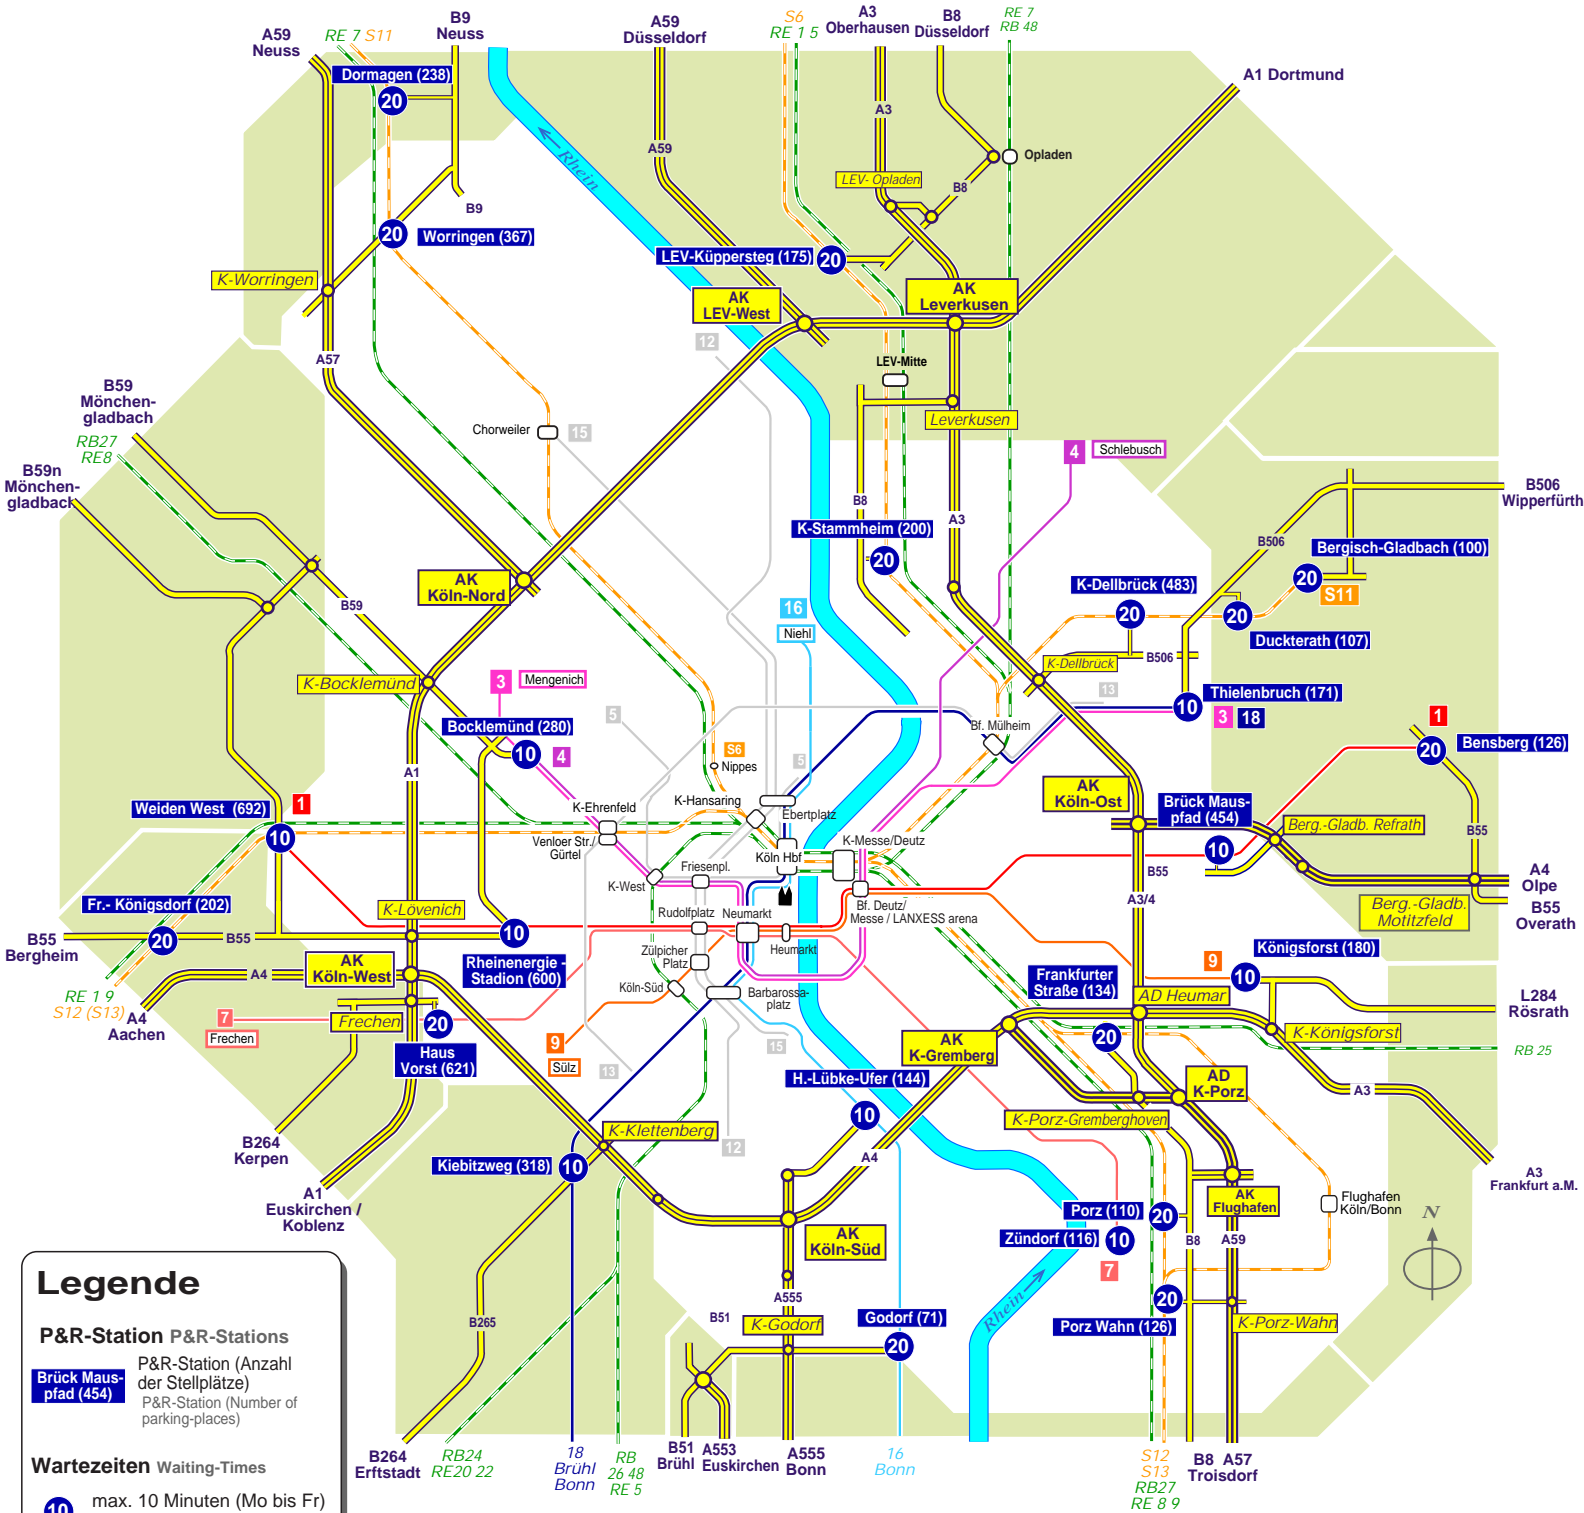 A59
Neuss
RE 7 S11
B9
Neuss
A59
Düsseldorf
S6
RE 1 5
A3
Oberhausen
B8
Düsseldorf
RE 7
RB 48
A1 Dortmund
Dormagen (238)
20
A3
A59
← Rhein
Opladen
LEV- Opladen
B8
B9
20
Worringen (367)
LEV-Küppersteg (175)
20
K-Worringen
AK
LEV-West
AK
Leverkusen
12
A57
LEV-Mitte
B59
Mönchen-
gladbach
RB27
RE8
Chorweiler
15
Leverkusen
4
Schlebusch
B59n
Mönchen-
gladbach
B506
Wipperfürth
B8
A3
K-Stammheim (200)
20
B506
Bergisch-Gladbach (100)
20
S11
AK
Köln-Nord
B59
K-Dellbrück (483)
20
20
Duckterath (107)
16
Niehl
K-Dellbrück
B506
K-Bocklemünd
3
Mengenich
13
Thielenbruch (171)
10
3
18
5
Bocklemünd (280)
10
4
Bf. Mülheim
1
20
Bensberg (126)
S6
Nippes
5
A1
AK
Köln-Ost
Weiden West (692)
1
10
K-Ehrenfeld
K-Hansaring
Ebertplatz
Brück Maus-
pfad (454)
10
Berg.-Gladb. Refrath
B55
Venloer Str./
Gürtel
Köln Hbf
K-Messe/Deutz
B55
Friesenpl.
K-West
A4
Olpe
Fr.- Königsdorf (202)
20
K-Lövenich
A3/4
Bf. Deutz/
Messe / LANXESS arena
Berg.-Gladb.
Motitzfeld
B55
Overath
Rudolfplatz
Neumarkt
10
Heumarkt
B55
Bergheim
B55
Königsforst (180)
Zülpicher
Platz
AK
Köln-West
A4
Rheinenergie -
Stadion (600)
9
10
Frankfurter
Straße (134)
Köln-Süd
Barbarossa-
platz
AD Heumar
RE 1 9
S12 (S13)
L284
Rösrath
A4
Aachen
7
Frechen
Frechen
20
K-Königsforst
20
9
Sülz
15
AK
K-Gremberg
RB 25
Haus
Vorst (621)
13
H.-Lübke-Ufer (144)
AD
K-Porz
A3
10
K-Porz-Gremberghoven
B264
Kerpen
K-Klettenberg
12
A4
Kiebitzweg (318)
10
A3
Frankfurt a.M.
A1
Euskirchen /
Koblenz
AK
Flughafen
Flughafen
Köln/Bonn
Porz (110)
20
N
AK
Köln-Süd
Zündorf (116)
10
B8
A59
7
Legende
P&R-Station P&R-Stations
Brück Maus-
pfad (454)
P&R-Station (Anzahl
der Stellplätze)
P&R-Station (Number of
parking-places)
A555
Rhein →
20
B265
B51
K-Godorf
Godorf (71)
20
Porz Wahn (126)
K-Porz-Wahn
Wartezeiten Waiting-Times
10
max. 10 Minuten (Mo bis Fr)
B264
Erftstadt
RB24
RE20 22
18
Brühl
Bonn
RB
26 48
RE 5
B51
Brühl
A553
Euskirchen
A555
Bonn
16
Bonn
S12
S13
RB27
RE 8 9
B8
Troisdorf
A57